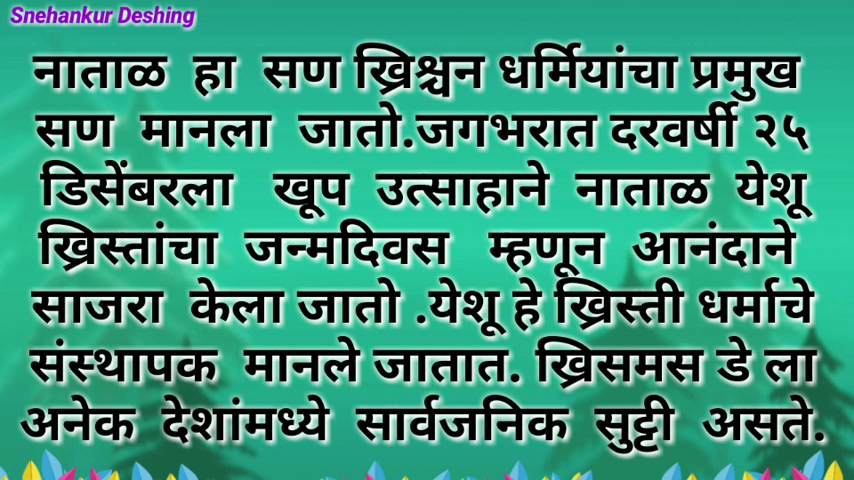 Snehankur Deshing
नाताळ हा सण ख्रिश्चन धर्मियांचा प्रमुख
सण मानला जातो.जगभरात दरवर्षी २५
डिसेंबरला खूप उत्साहाने नाताळ येशू
ख्रिस्तांचा जन्मदिवस म्हणून आनंदाने
साजरा केला जातो .येशू हे ख्रिस्ती धर्माचे
संस्थापक मानले जातात. ख्रिसमस डे ला
अनेक देशांमध्ये सार्वजनिक सुट्टी असते.